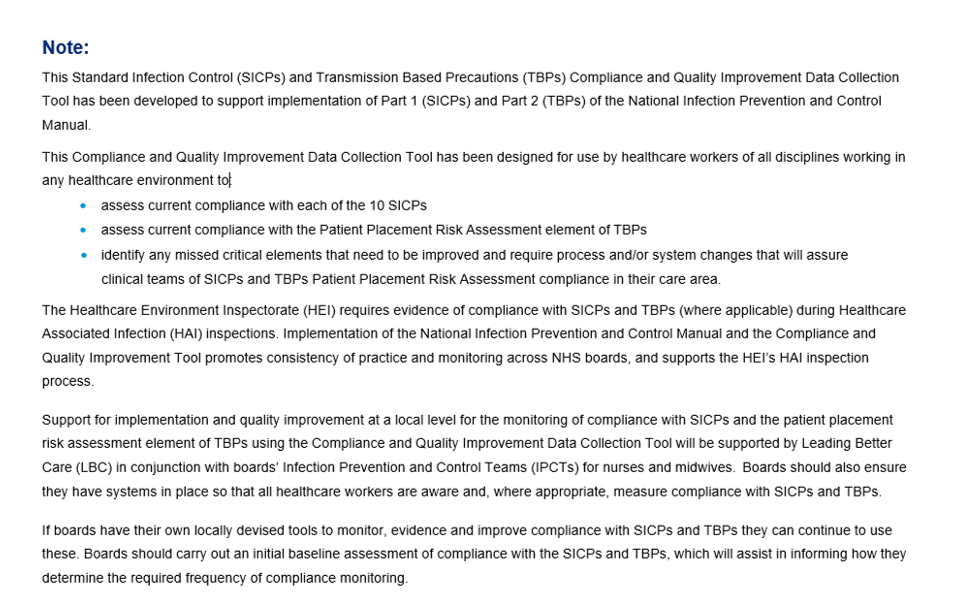 Note:
This Standard Infection Control (SICPs) and Transmission Based Precautions (TBPs) Compliance and Quality Improvement Data Collection
Tool has been developed to support implementation of Part 1 (SICPs) and Part 2 (TBPs) of the National Infection Prevention and Control
Manual.
This Compliance and Quality Improvement Data Collection Tool has been designed for use by healthcare workers of all disciplines working in
any healthcare environment to:
• assess current compliance with each of the 10 SICPs
• assess current compliance with the Patient Placement Risk Assessment element of TBPs
• identify any missed critical elements that need to be improved and require process and/or system changes that will assure
clinical teams of SICPs and TBPs Patient Placement Risk Assessment compliance in their care area.
The Healthcare Environment Inspectorate (HEI) requires evidence of compliance with SICPs and TBPs (where applicable) during Healthcare
Associated Infection (HAI) inspections. Implementation of the National Infection Prevention and Control Manual and the Compliance and
Quality Improvement Tool promotes consistency of practice and monitoring across NHS boards, and supports the HEI's HAI inspection
process.
Support for implementation and quality improvement at a local level for the monitoring of compliance with SICPs and the patient placement
risk assessment element of TBPs using the Compliance and Quality Improvement Data Collection Tool will be supported by Leading Better
Care (LBC) in conjunction with boards' Infection Prevention and Control Teams (IPCTs) for nurses and midwives. Boards should also ensure
they have systems in place so that all healthcare workers are aware and, where appropriate, measure compliance with SICPs and TBPs.
If boards have their own locally devised tools to monitor, evidence and improve compliance with SICPs and TBPs they can continue to use
these. Boards should carry out an initial baseline assessment of compliance with the SICPs and TBPs, which will assist in informing how they
determine the required frequency of compliance monitoring.